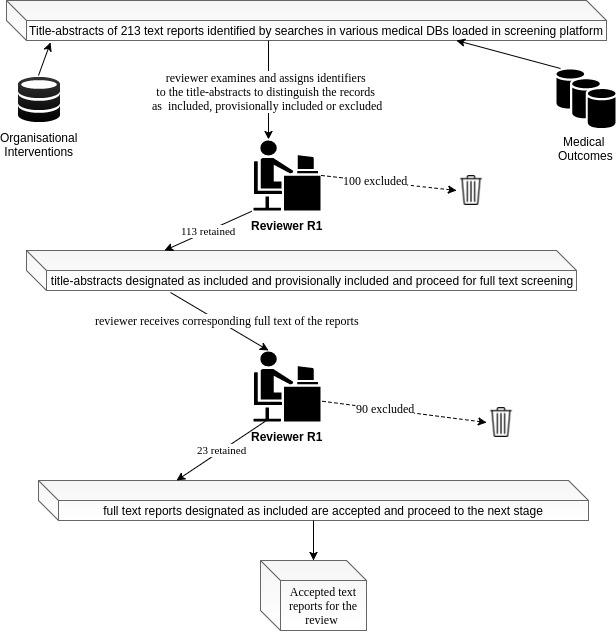 Title-abstracts of 213 text reports identified by searches in various medical DBs loaded in screening platform
reviewer examines and assigns identifiers
to the title-abstracts to distinguish the records
as included, provisionally included or excluded
Organisational
Interventions
Medical
Outcomes
100 excluded
Reviewer R1
113 retained
title-abstracts designated as included and provisionally included and proceed for full text screening
reviewer receives corresponding full text of the reports
90 excluded
Reviewer R1
23 retained
full text reports designated as included are accepted and proceed to the next stage
Accepted text
reports for the
review